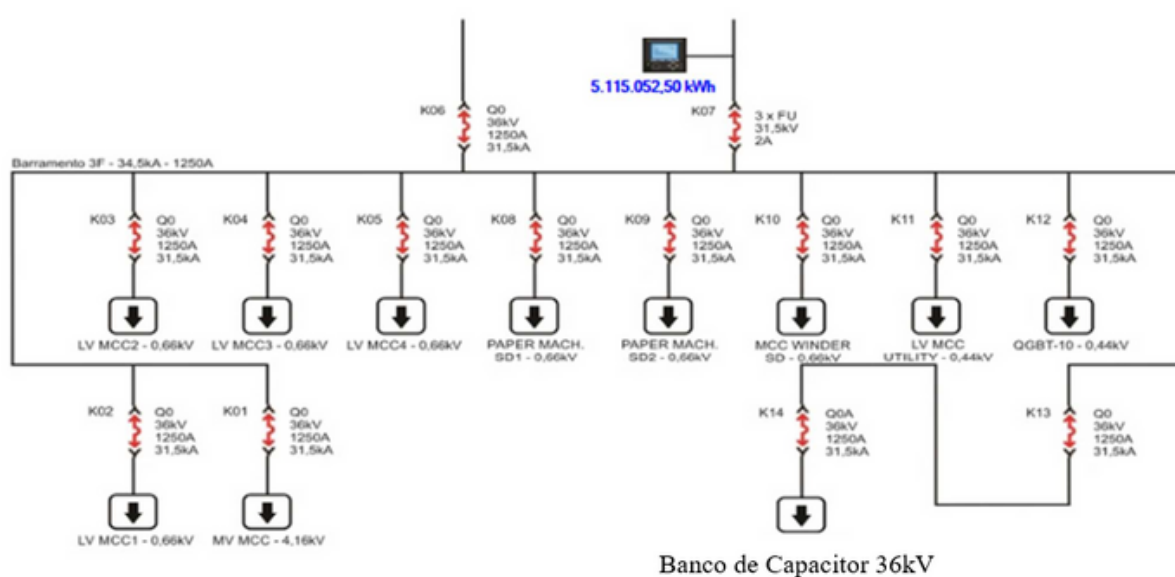 5.115.052,50 kWh
K06
Q0
36kV
1250A
31,5kA
K07
3 x FU
31,5kV
2A
Barramento 3F - 34,5kA - 1250A
K03
Q0
36kV
1250A
31,5kA
K04
Q0
36kV
1250A
31,5kA
K05
Q0
36kV
1250A
31,5kA
K08
Q0
36kV
1250A
31,5kA
K09
Q0
36kV
1250A
31,5kA
K10
Q0
36kV
1250A
31,5kA
K11
Q0
36kV
1250A
31,5kA
K12
Q0
36kV
1250A
31,5kA
LV MCC2 - 0,66kV
LV MCC3 - 0,66kV
LV MCC4 - 0,66kV
PAPER MACH.
SD1 - 0,66kV
PAPER MACH.
SD2 - 0,66kV
MCC WINDER
SD - 0,66kV
LV MCC
UTILITY - 0,44kV
QGBT-10 - 0,44kV
K02
Q0
36kV
1250A
31,5kA
K01
Q0
36kV
1250A
31,5kA
K14
Q0A
36kV
1250A
31,5kA
K13
Q0
36kV
1250A
31,5kA
LV MCC1 - 0,66kV
MV MCC - 4,16kV
Banco de Capacitor 36kV